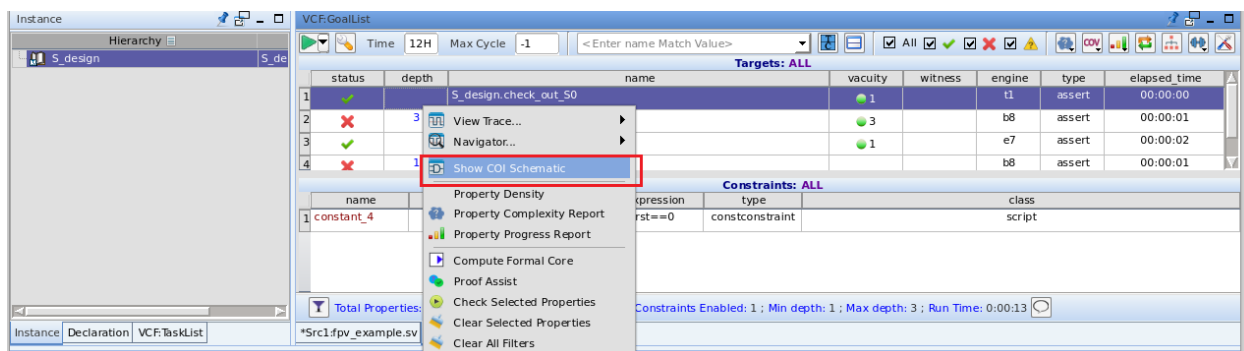 Instance
Hierarchy
S_design S_de
Instance Declaration VCF:TaskList
VCF:GoalList
Time 12H Max Cycle -1 <Enter name Match Value> All COV
Targets: ALL
status depth name vacuity witness engine type elapsed_time
1 S_design.check_out_S0 1 t1 assert 00:00:00
2 3 3 b8 assert 00:00:01
3 1 e7 assert 00:00:02
4 1 b8 assert 00:00:01
View Trace...
Navigator...
Show COI Schematic
Property Density
Property Complexity Report
Property Progress Report
Compute Formal Core
Proof Assist
Check Selected Properties
Clear Selected Properties
Clear All Filters
Constraints: ALL
name xpression type class
1 constant_4 rst==0 constconstraint script
Total Properties: Constraints Enabled: 1 ; Min depth: 1 ; Max depth: 3 ; Run Time: 0:00:13
*Src1:fpv_example.sv